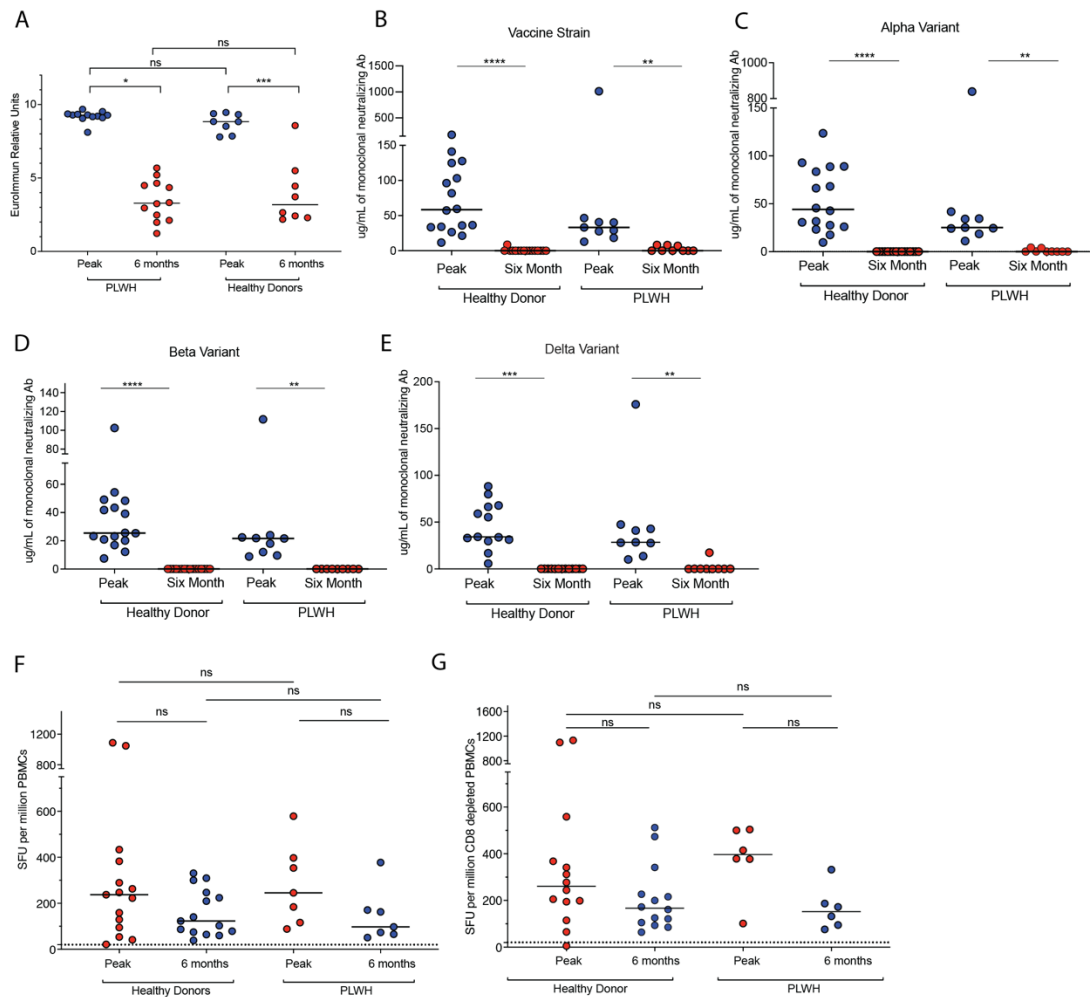 A
ns
ns
*
***
EuroImmun Relative Units
10
5
0
Peak
6 months
Peak
6 months
PLWH
Healthy Donors
B
Vaccine Strain
****
**
ug/mL of monoclonal neutralizing Ab
1500
1000
500
150
100
50
0
Peak
Six Month
Peak
Six Month
Healthy Donor
PLWH
C
Alpha Variant
****
**
ug/mL of monoclonal neutralizing Ab
1000
800
600
150
100
50
0
Peak
Six Month
Peak
Six Month
Healthy Donor
PLWH
D
Beta Variant
****
**
ug/mL of monoclonal neutralizing Ab
140
120
100
80
60
40
20
0
Peak
Six Month
Peak
Six Month
Healthy Donor
PLWH
E
Delta Variant
***
**
ug/mL of monoclonal neutralizing Ab
200
150
100
50
0
Peak
Six Month
Peak
Six Month
Healthy Donor
PLWH
F
ns
ns
ns
ns
SFU per million PBMCs
1200
800
600
400
200
0
Peak
6 months
Peak
6 months
Healthy Donors
PLWH
G
ns
ns
ns
ns
SFU per million CD8 depleted PBMCs
1600
1200
800
600
400
200
0
Peak
6 months
Peak
6 months
Healthy Donor
PLWH